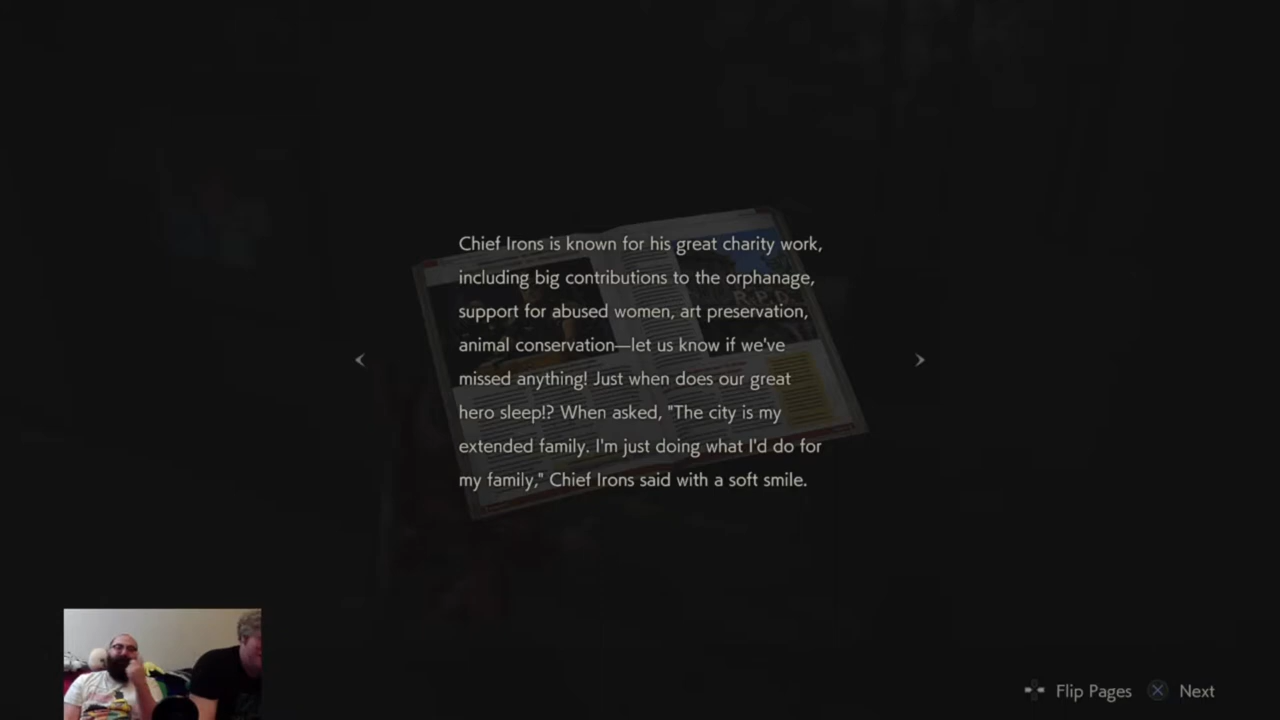 Chief Irons is known for his great charity work,
including big contributions to the orphanage,
support for abused women, art preservation,
animal conservation—let us know if we've
missed anything! Just when does our great
hero sleep!? When asked, "The city is my
extended family. I'm just doing what I'd do for
my family," Chief Irons said with a soft smile.
R.P.D.
Flip Pages
Next